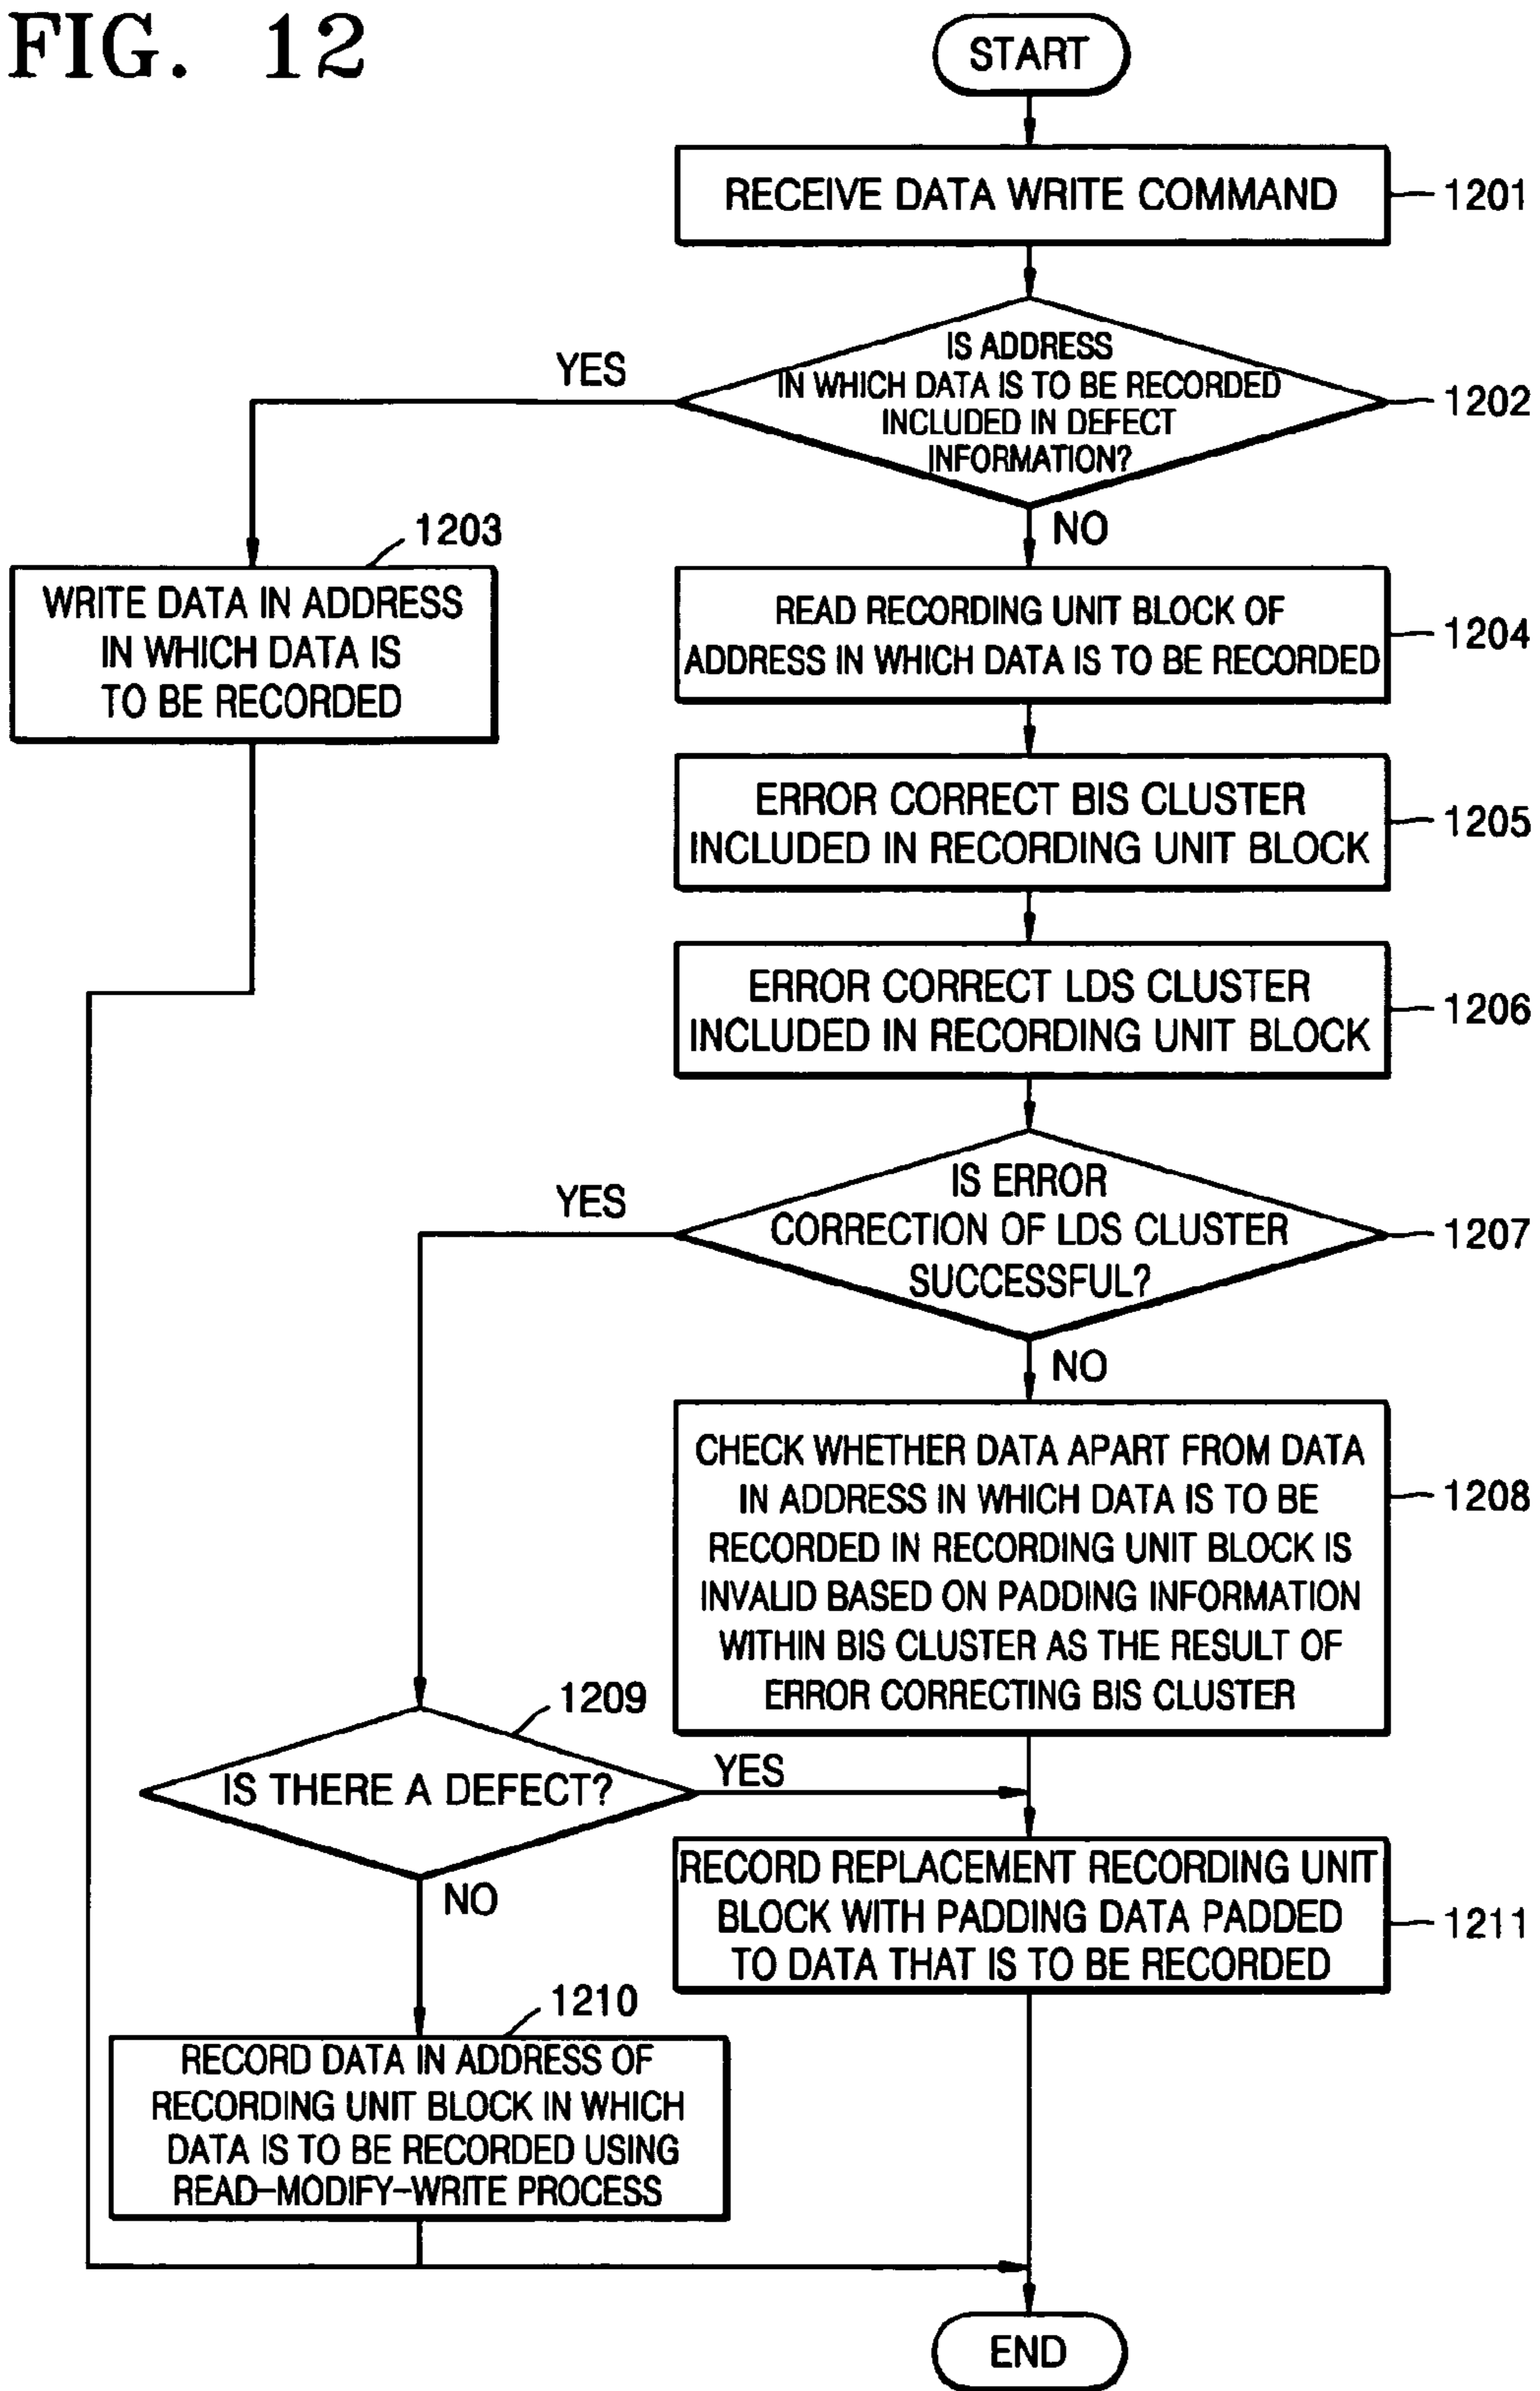 FIG. 12
START
RECEIVE DATA WRITE COMMAND
1201
IS ADDRESS
IN WHICH DATA IS TO BE RECORDED
INCLUDED IN DEFECT
INFORMATION?
1202
YES
NO
1203
WRITE DATA IN ADDRESS
IN WHICH DATA IS
TO BE RECORDED
READ RECORDING UNIT BLOCK OF
ADDRESS IN WHICH DATA IS TO BE RECORDED
1204
ERROR CORRECT BIS CLUSTER
INCLUDED IN RECORDING UNIT BLOCK
1205
ERROR CORRECT LDS CLUSTER
INCLUDED IN RECORDING UNIT BLOCK
1206
IS ERROR
CORRECTION OF LDS CLUSTER
SUCCESSFUL?
1207
YES
NO
CHECK WHETHER DATA APART FROM DATA
IN ADDRESS IN WHICH DATA IS TO BE
RECORDED IN RECORDING UNIT BLOCK IS
INVALID BASED ON PADDING INFORMATION
WITHIN BIS CLUSTER AS THE RESULT OF
ERROR CORRECTING BIS CLUSTER
1208
1209
IS THERE A DEFECT?
YES
NO
RECORD REPLACEMENT RECORDING UNIT
BLOCK WITH PADDING DATA PADDED
TO DATA THAT IS TO BE RECORDED
1211
1210
RECORD DATA IN ADDRESS OF
RECORDING UNIT BLOCK IN WHICH
DATA IS TO BE RECORDED USING
READ-MODIFY-WRITE PROCESS
END